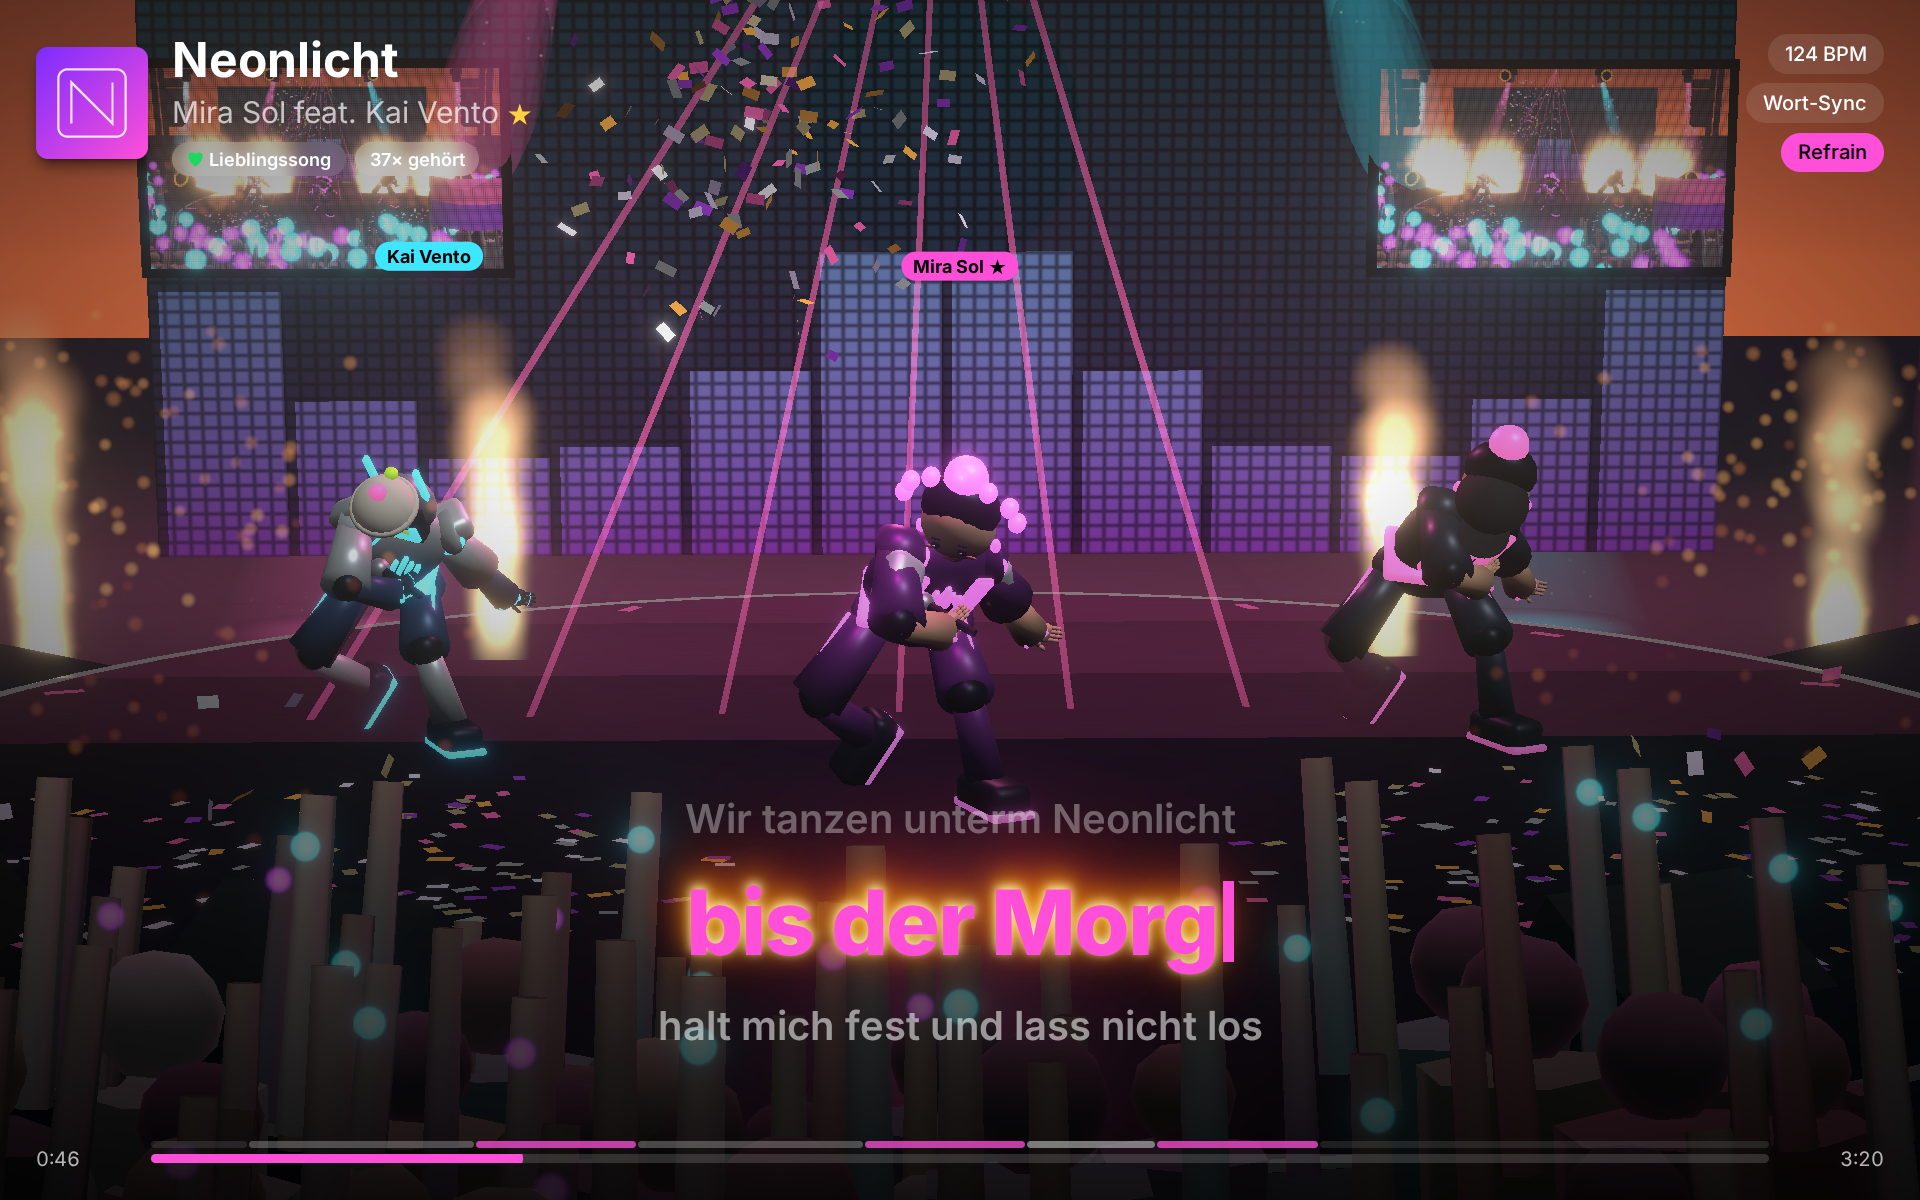 N
Neonlicht
Mira Sol feat. Kai Vento ★
Lieblingssong
37× gehört
124 BPM
Wort-Sync
Refrain
Kai Vento
Mira Sol ★
Wir tanzen unterm Neonlicht
bis der Morg
halt mich fest und lass nicht los
0:46
3:20